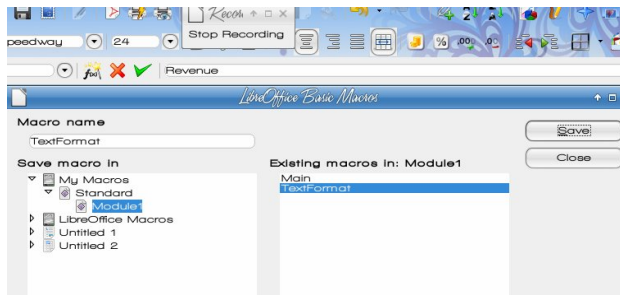 Recor
Stop Recording
peedway
24
%
.00
Revenue
LibreOffice Basic Macros
Macro name
TextFormat
Save
Close
Save macro in
Existing macros in: Module1
My Macros
Standard
Module1
LibreOffice Macros
Untitled 1
Untitled 2
Main
TextFormat